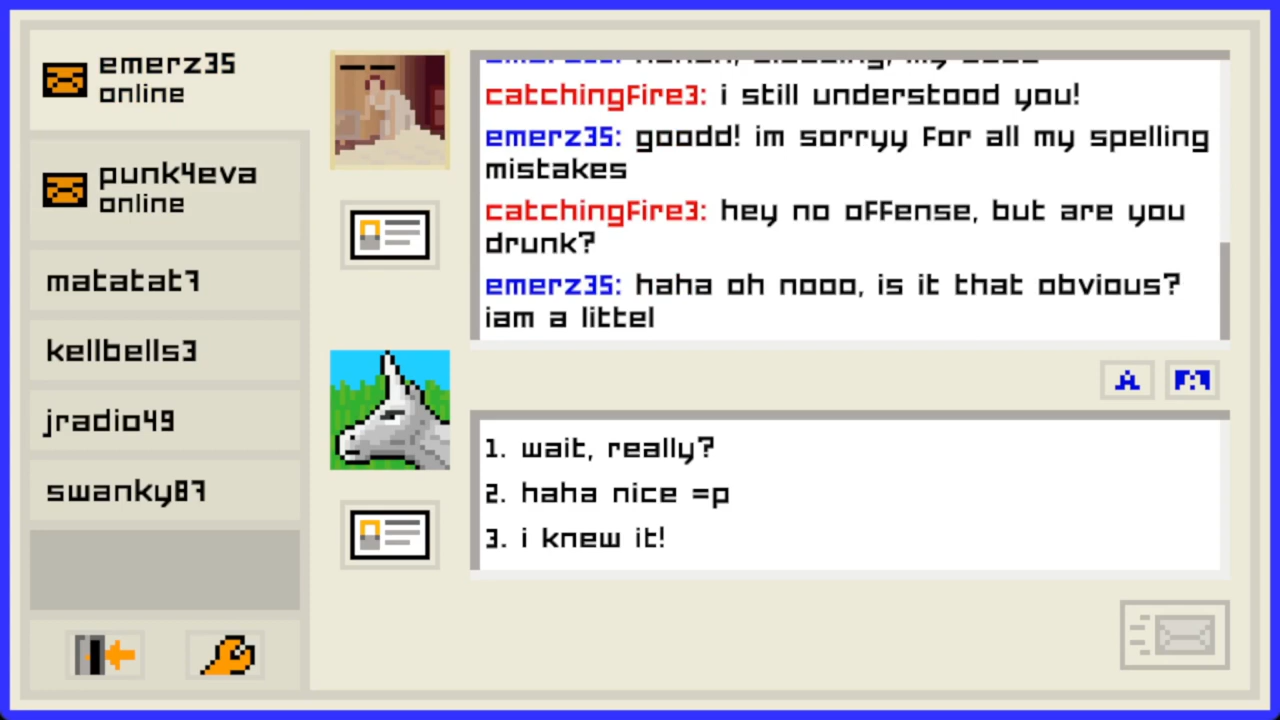 emerz35
online
punk4eva
online
matatat7
kellbells3
jradio49
swanky87
catchingFire3: i still understood you!
emerz35: goodd! im sorryy For all my spelling
mistakes
catchingFire3: hey no oFFense, but are you
drunk?
emerz35: haha oh nooo, is it that obvious?
iam a littel
A A
1. wait, really?
2. haha nice =p
3. i knew it!